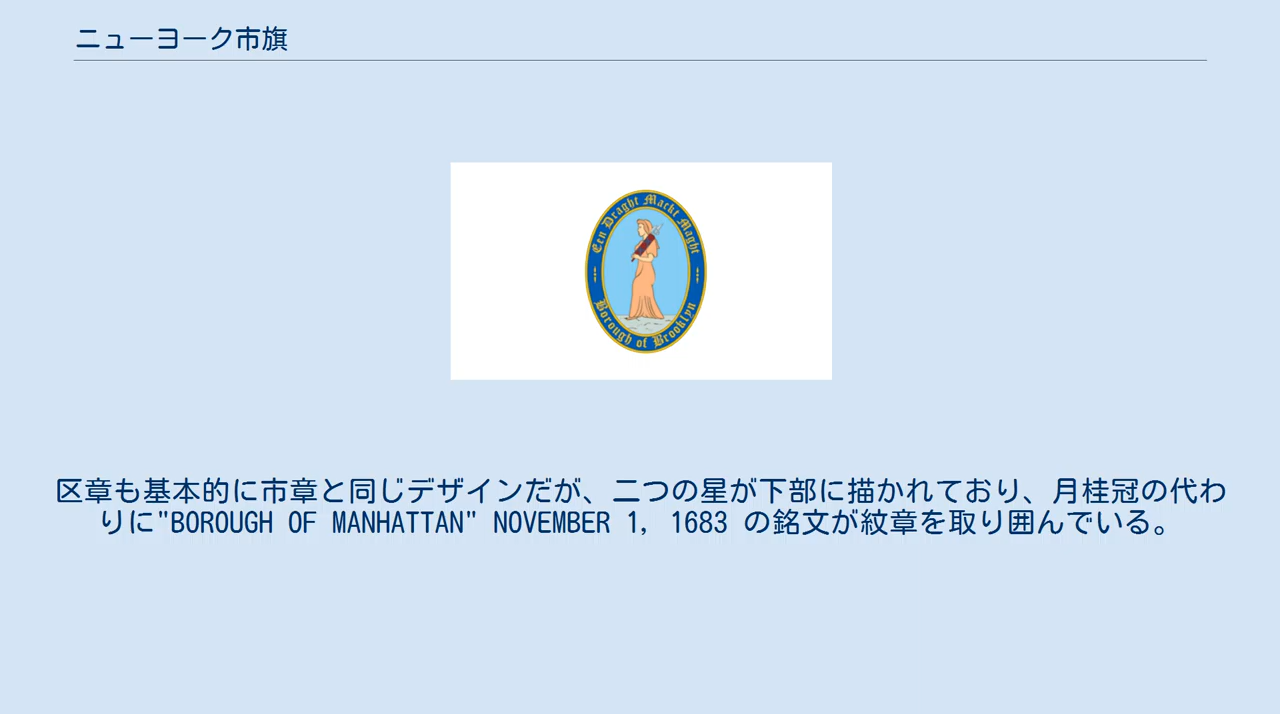 ニューヨーク市旗
Een Draght Mackt Maght
Borough of Brooklyn
区章も基本的に市章と同じデザインだが、二つの星が下部に描かれており、月桂冠の代わ
りに"BOROUGH OF MANHATTAN" NOVEMBER 1, 1683 の銘文が紋章を取り囲んでいる。